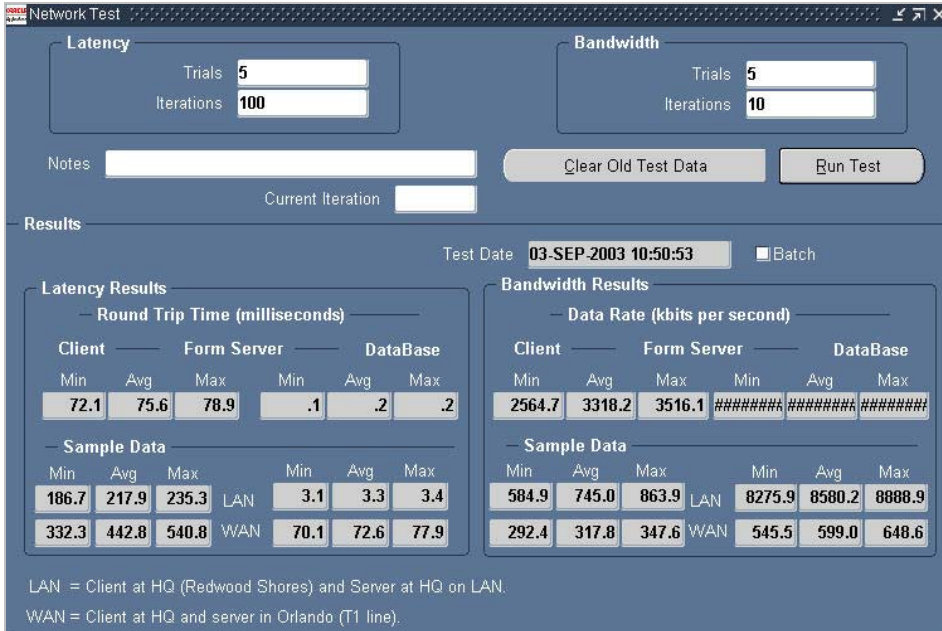 Network Test
Latency
Trials 5
Iterations 100
Bandwidth
Trials 5
Iterations 10
Notes
Clear Old Test Data
Run Test
Current Iteration
Results
Test Date 03-SEP-2003 10:50:53
Batch
Latency Results
Round Trip Time (milliseconds)
Client Form Server DataBase
Min Avg Max Min Avg Max
72.1 75.6 78.9 .1 .2 .2
Sample Data
Min Avg Max Min Avg Max
186.7 217.9 235.3 LAN 3.1 3.3 3.4
332.3 442.8 540.8 WAN 70.1 72.6 77.9
Bandwidth Results
Data Rate (kbits per second)
Client Form Server DataBase
Min Avg Max Min Avg Max
2564.7 3318.2 3516.1 ######## ######## ########
Sample Data
Min Avg Max Min Avg Max
584.9 745.0 863.9 LAN 8275.9 8580.2 8888.9
292.4 317.8 347.6 WAN 545.5 599.0 648.6
LAN = Client at HQ (Redwood Shores) and Server at HQ on LAN.
WAN = Client at HQ and server in Orlando (T1 line).